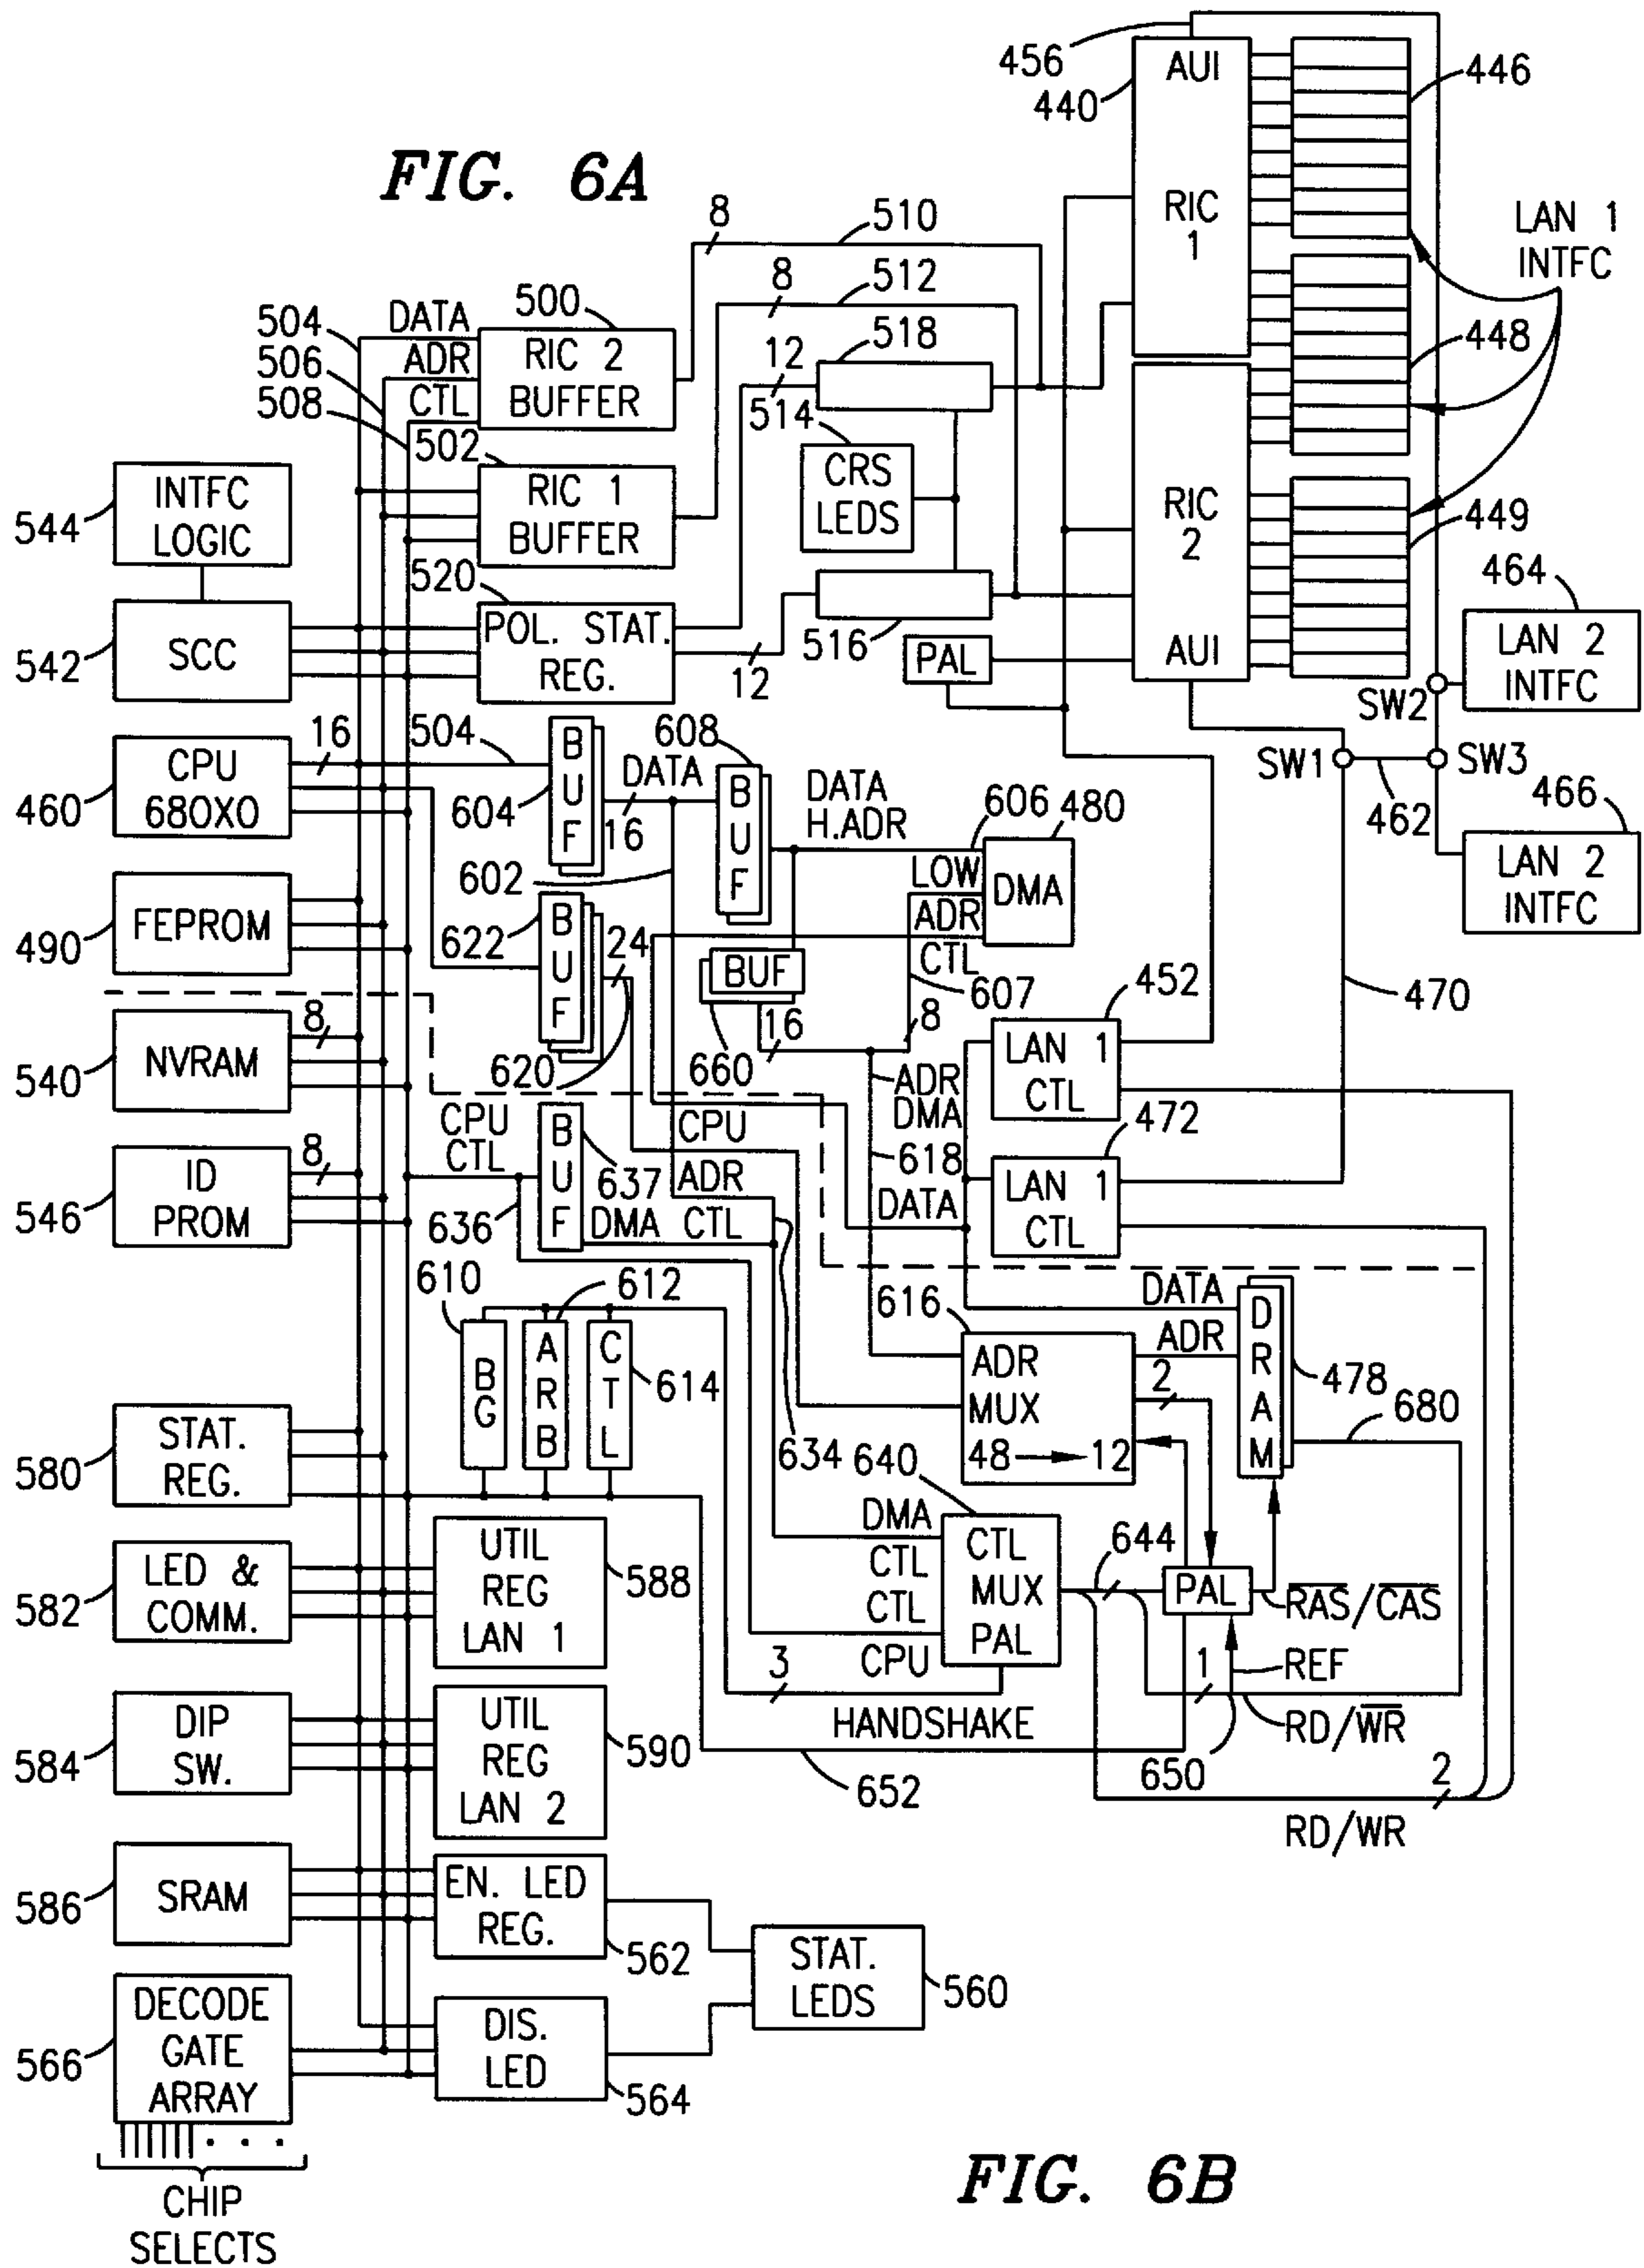 FIG. 6A
456
440
AUI
RIC
1
446
LAN 1
INTFC
448
RIC
2
AUI
449
464
LAN 2
INTFC
SW2
SW1
SW3
462
466
LAN 2
INTFC
470
8
510
8
512
504
506
508
DATA
ADR
CTL
500
RIC 2
BUFFER
502
RIC 1
BUFFER
12
518
514
CRS
LEDS
516
PAL
544
INTFC
LOGIC
542
SCC
520
POL. STAT.
REG.
12
460
CPU
680X0
16
504
604
BUF
DATA
16
602
608
BUF
DATA
H.ADR
606
480
LOW
ADR
CTL
DMA
607
8
490
FEPROM
622
BUF
24
620
BUF
660
16
452
LAN 1
CTL
472
LAN 1
CTL
540
NVRAM
8
546
ID
PROM
8
CPU
CTL
636
BUF
637
CPU
ADR
DMA CTL
ADR
DMA
618
DATA
610
BG
612
ARB
CTL
614
634
616
ADR
MUX
48 12
2
DATA
ADR
DRAM
478
680
580
STAT.
REG.
640
DMA
CTL
CTL
CPU
CTL
MUX
PAL
644
PAL
RAS/CAS
REF
1
RD/WR
650
3
HANDSHAKE
652
2
RD/WR
582
LED &
COMM.
UTIL
REG
LAN 1
588
584
DIP
SW.
UTIL
REG
LAN 2
590
586
SRAM
EN. LED
REG.
562
STAT.
LEDS
560
566
DECODE
GATE
ARRAY
DIS.
LED
564
CHIP
SELECTS
FIG. 6B